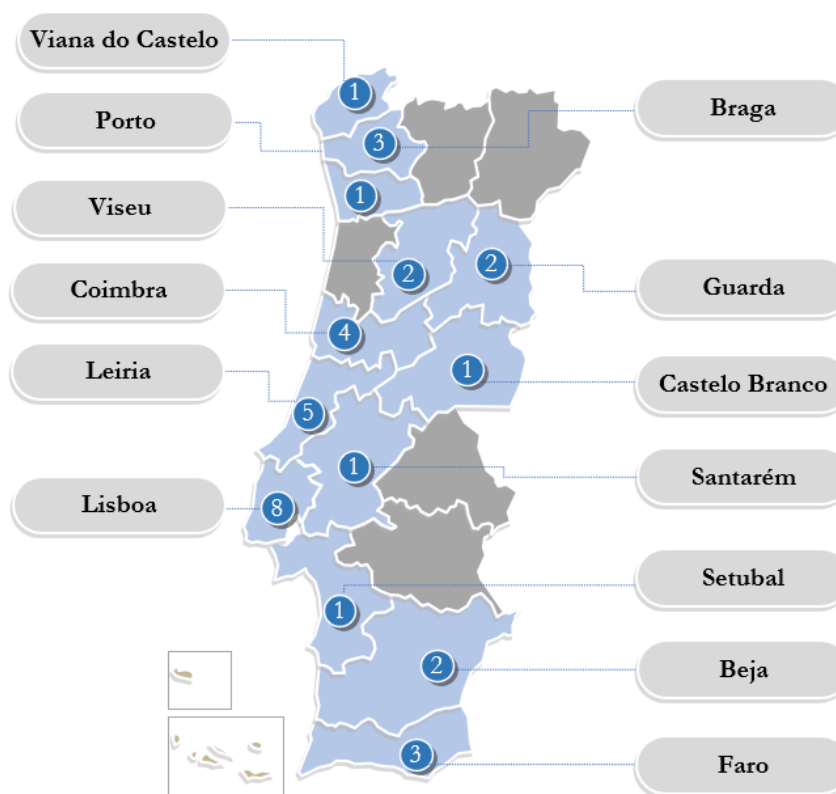 Viana do Castelo
Porto
Viseu
Coimbra
Leiria
Lisboa
1
3
1
2
2
4
1
5
1
8
1
2
3
Braga
Guarda
Castelo Branco
Santarém
Setubal
Beja
Faro